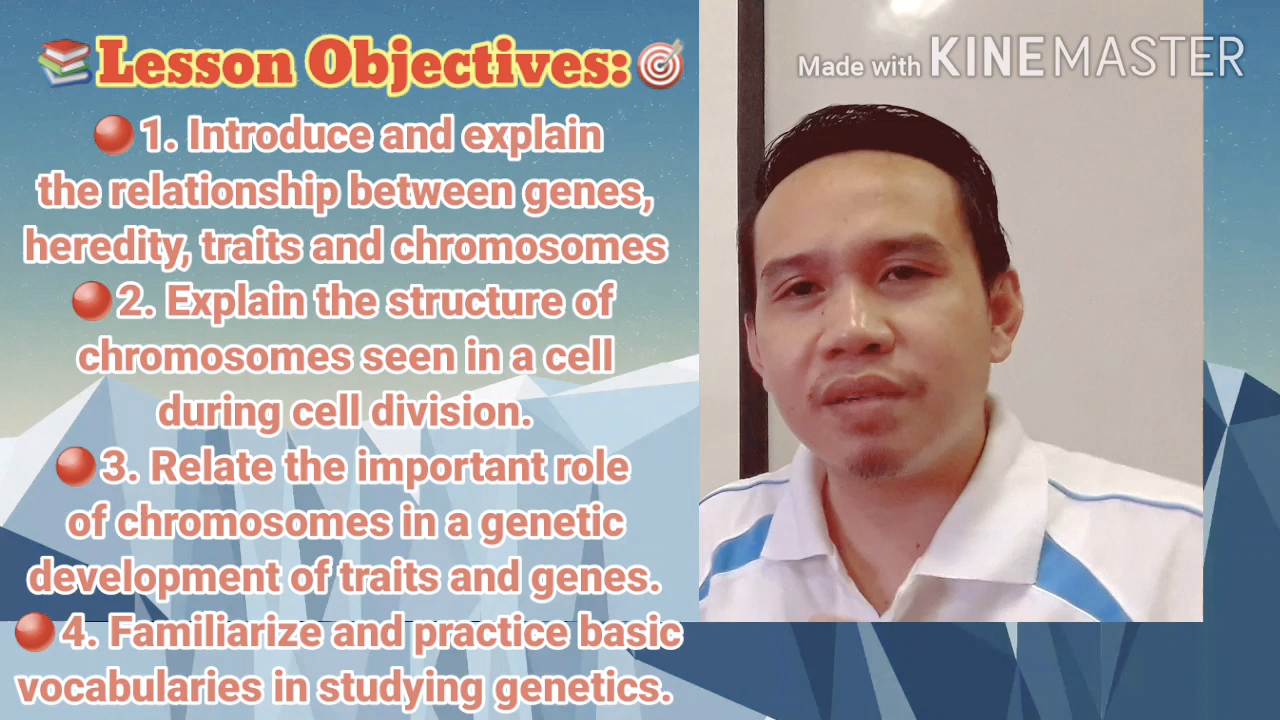 Lesson Objectives:
1. Introduce and explain
the relationship between genes,
heredity, traits and chromosomes
2. Explain the structure of
chromosomes seen in a cell
during cell division.
3. Relate the important role
of chromosomes in a genetic
development of traits and genes.
4. Familiarize and practice basic
vocabularies in studying genetics.
Made with KINEMASTER